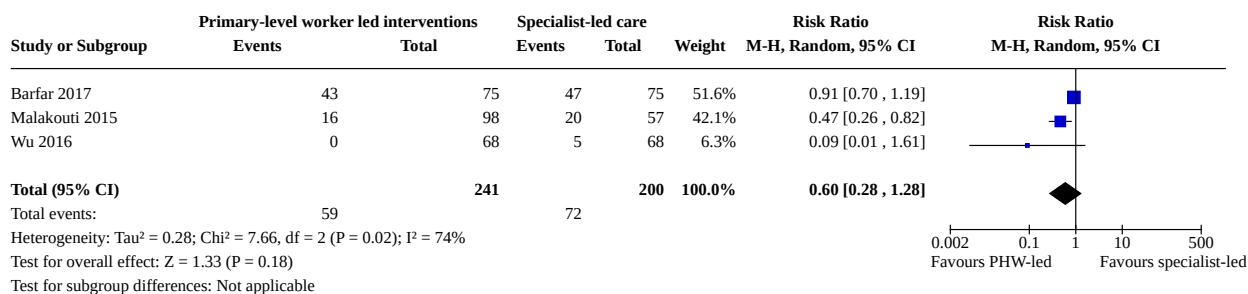 Primary-level worker led interventions Specialist-led care Risk Ratio Risk Ratio
Study or Subgroup Events Total Events Total Weight M-H, Random, 95% CI M-H, Random, 95% CI
Barfar 2017 43 75 47 75 51.6% 0.91 [0.70 , 1.19]
Malakouti 2015 16 98 20 57 42.1% 0.47 [0.26 , 0.82]
Wu 2016 0 68 5 68 6.3% 0.09 [0.01 , 1.61]
Total (95% CI) 241 200 100.0% 0.60 [0.28 , 1.28]
Total events: 59 72
Heterogeneity: Tau² = 0.28; Chi² = 7.66, df = 2 (P = 0.02); I² = 74%
0.002 0.1 1 10 500
Test for overall effect: Z = 1.33 (P = 0.18)
Favours PHW-led Favours specialist-led
Test for subgroup differences: Not applicable